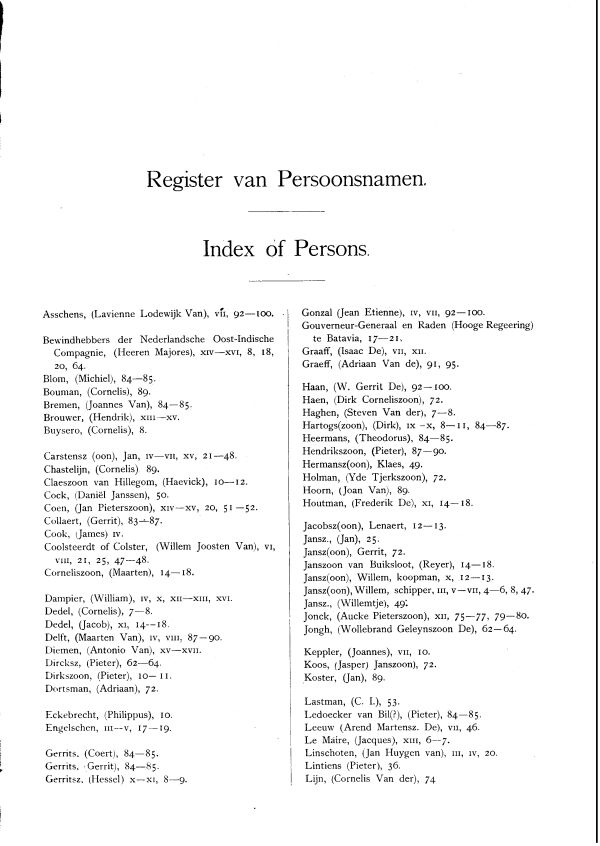 Register van Persoonsnamen.
Index of Persons.
Asschens, (Lavienne Lodewijk Van), VII, 92—100.
Bewindhebbers der Nederlandsche Oost-Indische
Compagnie, (Heeren Majores), XIV—XVI, 8, 18,
20, 64.
Blom, (Michiel), 84—85.
Bouman, (Cornelis), 89.
Bremen, (Joannes Van), 84—85.
Brouwer, (Hendrik), XIII—XV.
Buysero, (Cornelis), 8.
Carstensz (oon), Jan, IV—VII, XV, 21—48.
Chastelijn, (Cornelis) 89.
Claeszoon van Hillegom, (Haevick), 10—12.
Cock, (Daniël Janssen), 50.
Coen, (Jan Pieterszoon), XIV—XV, 20, 51—52.
Collaert, (Gerrit), 83—87.
Cook, (James) IV.
Coolsteerdt of Colster, (Willem Joosten Van), VI,
VIII, 21, 25, 47—48.
Corneliszoon, (Maarten), 14—18.
Dampier, (William), IV, X, XII—XIII, XVI.
Dedel, (Cornelis), 7—8.
Dedel, (Jacob), XI, 14—18.
Delft, (Maarten Van), IV, VIII, 87—90.
Diemen, (Antonio Van), XV—XVII.
Dircksz, (Pieter), 62—64.
Dirkszoon, (Pieter), 10—11.
Dortsman, (Adriaan), 72.
Eckebrecht, (Philippus), 10.
Engelschen, III—V, 17—19.
Gerrits, (Coert), 84—85.
Gerrits, (Gerrit), 84—85.
Gerritsz, (Hessel) X—XI, 8—9.
Gonzal (Jean Etienne), IV, VII, 92—100.
Gouverneur-Generaal en Raden (Hooge Regeering)
te Batavia, 17—21.
Graaff, (Isaac De), VII, XII.
Graeff, (Adriaan Van de), 91, 95.
Haan, (W. Gerrit De), 92—100.
Haen, (Dirk Corneliszoon), 72.
Haghen, (Steven Van der), 7—8.
Hartogs(zoon), (Dirk), IX—X, 8—11, 84—87.
Heermans, (Theodorus), 84—85.
Hendrikszoon, (Pieter), 87—90.
Hermansz(oon), Klaes, 49.
Holman, (Yde Tjerkszoon), 72.
Hoorn, (Joan Van), 89.
Houtman, (Frederik De), XI, 14—18.
Jacobsz(oon), Lenaert, 12—13.
Jansz., (Jan), 25.
Jansz(oon), Gerrit, 72.
Janszoon van Buiksloot, (Reyer), 14—18.
Jansz(oon), Willem, koopman, X, 12—13.
Jansz(oon), Willem, schipper, III, V—VII, 4—6, 8, 47.
Jansz., (Willemtje), 49.
Jonck, (Aucke Pieterszoon), XII, 75—77, 79—80.
Jongh, (Wollebrand Geleynszoon De), 62—64.
Keppler, (Joannes), VII, 10.
Koos, (Jasper) Janszoon), 72.
Koster, (Jan), 89.
Lastman, (C. I.), 53.
Ledoecker van Bil(?), (Pieter), 84—85.
Leeuw (Arend Martensz. De), VII, 46.
Le Maire, (Jacques), XIII, 6—7.
Linschoten, (Jan Huygen van), III, IV, 20.
Lintiens (Pieter), 36.
Lijn, (Cornelis Van der), 74